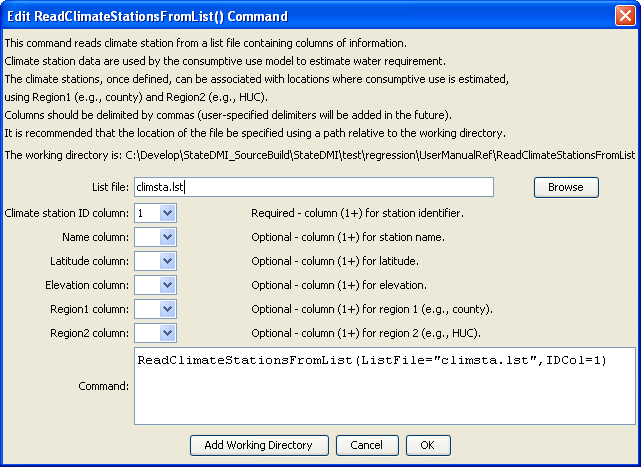 Edit ReadClimateStationsFromList() Command
This command reads climate station from a list file containing columns of information.
Climate station data are used by the consumptive use model to estimate water requirement.
The climate stations, once defined, can be associated with locations where consumptive use is estimated,
using Region1 (e.g., county) and Region2 (e.g., HUC).
Columns should be delimited by commas (user-specified delimiters will be added in the future).
It is recommended that the location of the file be specified using a path relative to the working directory.
The working directory is: C:\Develop\StateDMI_SourceBuild\StateDMI\test\regression\UserManualRef\ReadClimateStationsFromList
List file: climsta.lst Browse
Climate station ID column: 1 Required - column (1+) for station identifier.
Name column: Optional - column (1+) for station name.
Latitude column: Optional - column (1+) for latitude.
Elevation column: Optional - column (1+) for elevation.
Region1 column: Optional - column (1+) for region 1 (e.g., county).
Region2 column: Optional - column (1+) for region 2 (e.g., HUC).
Command: ReadClimateStationsFromList(ListFile="climsta.lst",IDCol=1)
Add Working Directory Cancel OK